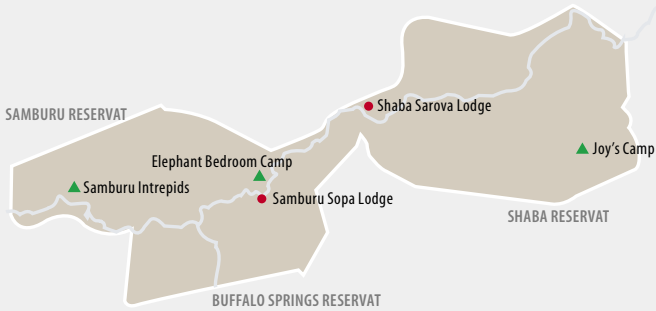 Shaba Sarova Lodge
SAMBURU RESERVAT
Elephant Bedroom Camp
Joy's Camp
Samburu Intrepids
Samburu Sopa Lodge
SHABA RESERVAT
BUFFALO SPRINGS RESERVAT